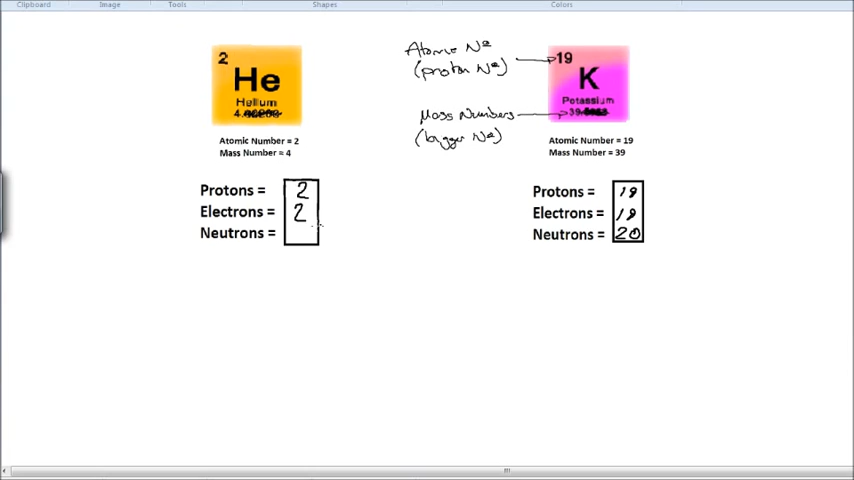 Clipboard
Image
Tools
Shapes
Colors
2
He
Helium
4.
Atomic Number = 2
Mass Number = 4
Atomic Nº
(proton Nº)
Mass Numbers
(bigger Nº)
19
K
Potassium
39.
Atomic Number = 19
Mass Number = 39
Protons = 2
Electrons = 2
Neutrons =
Protons = 19
Electrons = 19
Neutrons = 20